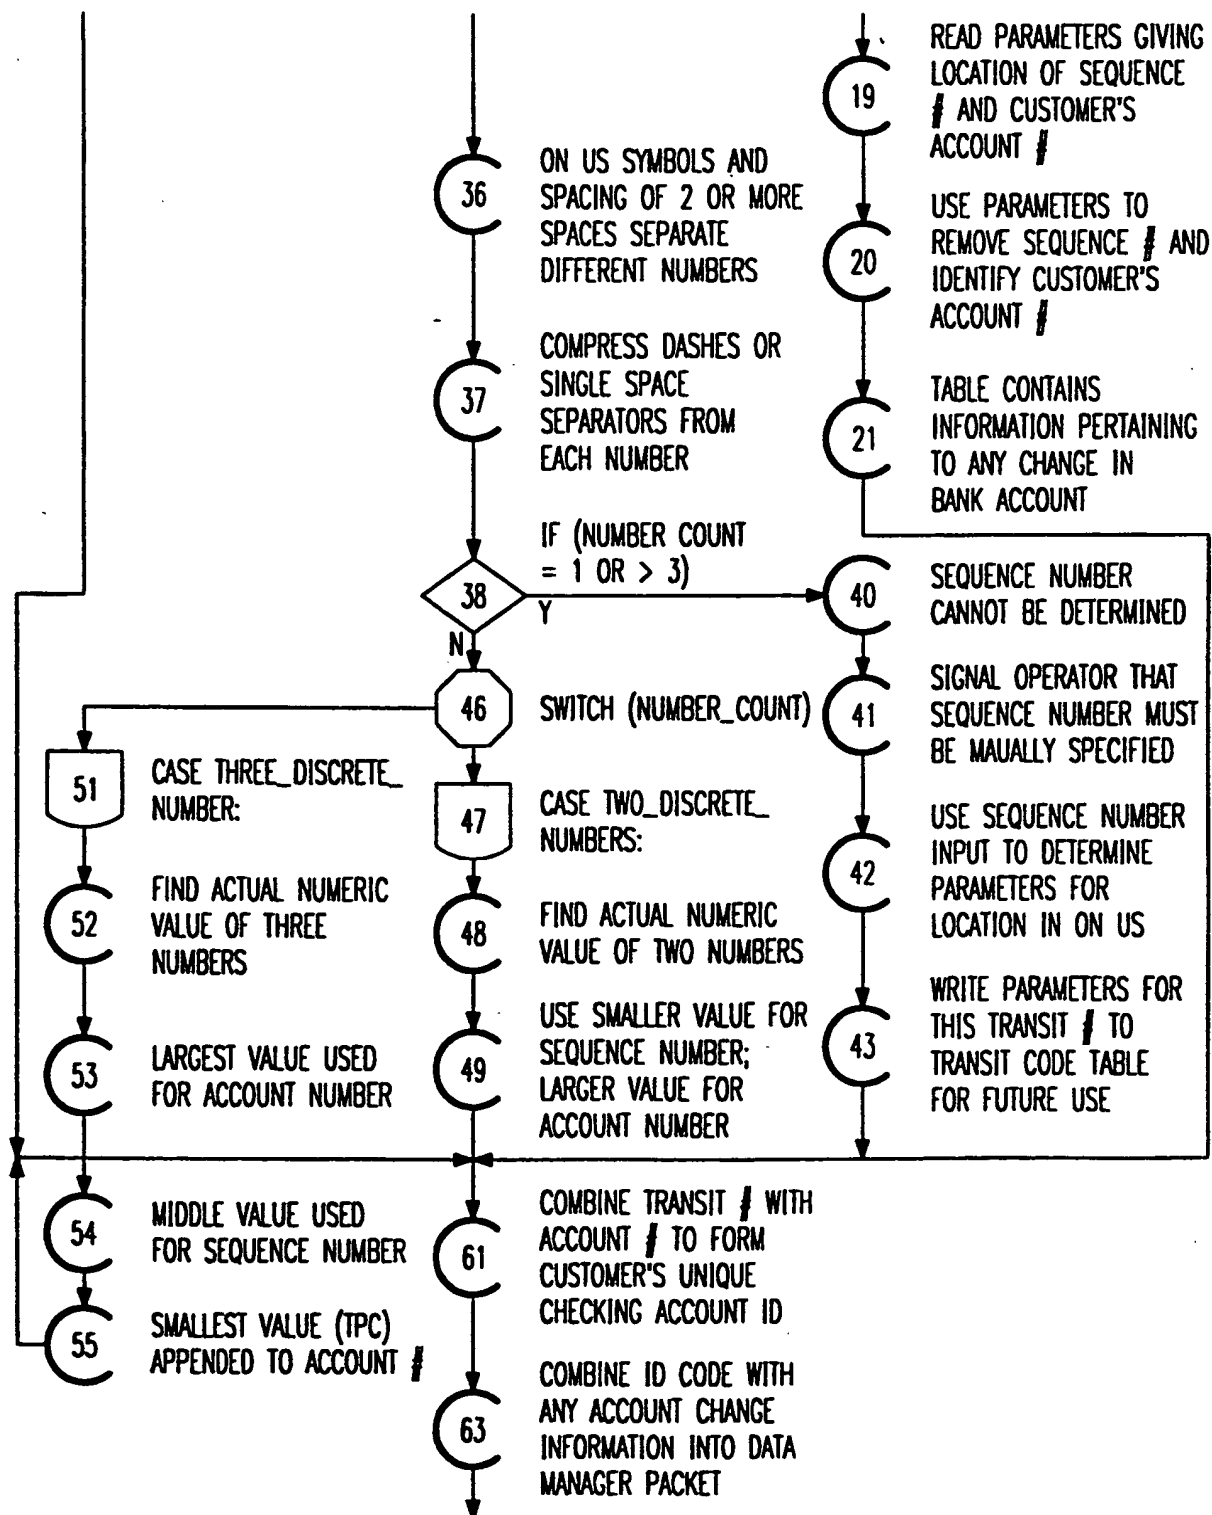 19
READ PARAMETERS GIVING
LOCATION OF SEQUENCE
# AND CUSTOMER'S
ACCOUNT #
36
ON US SYMBOLS AND
SPACING OF 2 OR MORE
SPACES SEPARATE
DIFFERENT NUMBERS
20
USE PARAMETERS TO
REMOVE SEQUENCE # AND
IDENTIFY CUSTOMER'S
ACCOUNT #
37
COMPRESS DASHES OR
SINGLE SPACE
SEPARATORS FROM
EACH NUMBER
21
TABLE CONTAINS
INFORMATION PERTAINING
TO ANY CHANGE IN
BANK ACCOUNT
38
IF (NUMBER COUNT
= 1 OR > 3)
Y
N
40
SEQUENCE NUMBER
CANNOT BE DETERMINED
46
SWITCH (NUMBER_COUNT)
41
SIGNAL OPERATOR THAT
SEQUENCE NUMBER MUST
BE MAUALLY SPECIFIED
51
CASE THREE_DISCRETE_
NUMBER:
47
CASE TWO_DISCRETE_
NUMBERS:
42
USE SEQUENCE NUMBER
INPUT TO DETERMINE
PARAMETERS FOR
LOCATION IN ON US
52
FIND ACTUAL NUMERIC
VALUE OF THREE
NUMBERS
48
FIND ACTUAL NUMERIC
VALUE OF TWO NUMBERS
43
WRITE PARAMETERS FOR
THIS TRANSIT # TO
TRANSIT CODE TABLE
FOR FUTURE USE
53
LARGEST VALUE USED
FOR ACCOUNT NUMBER
49
USE SMALLER VALUE FOR
SEQUENCE NUMBER;
LARGER VALUE FOR
ACCOUNT NUMBER
54
MIDDLE VALUE USED
FOR SEQUENCE NUMBER
61
COMBINE TRANSIT # WITH
ACCOUNT # TO FORM
CUSTOMER'S UNIQUE
CHECKING ACCOUNT ID
55
SMALLEST VALUE (TPC)
APPENDED TO ACCOUNT #
63
COMBINE ID CODE WITH
ANY ACCOUNT CHANGE
INFORMATION INTO DATA
MANAGER PACKET